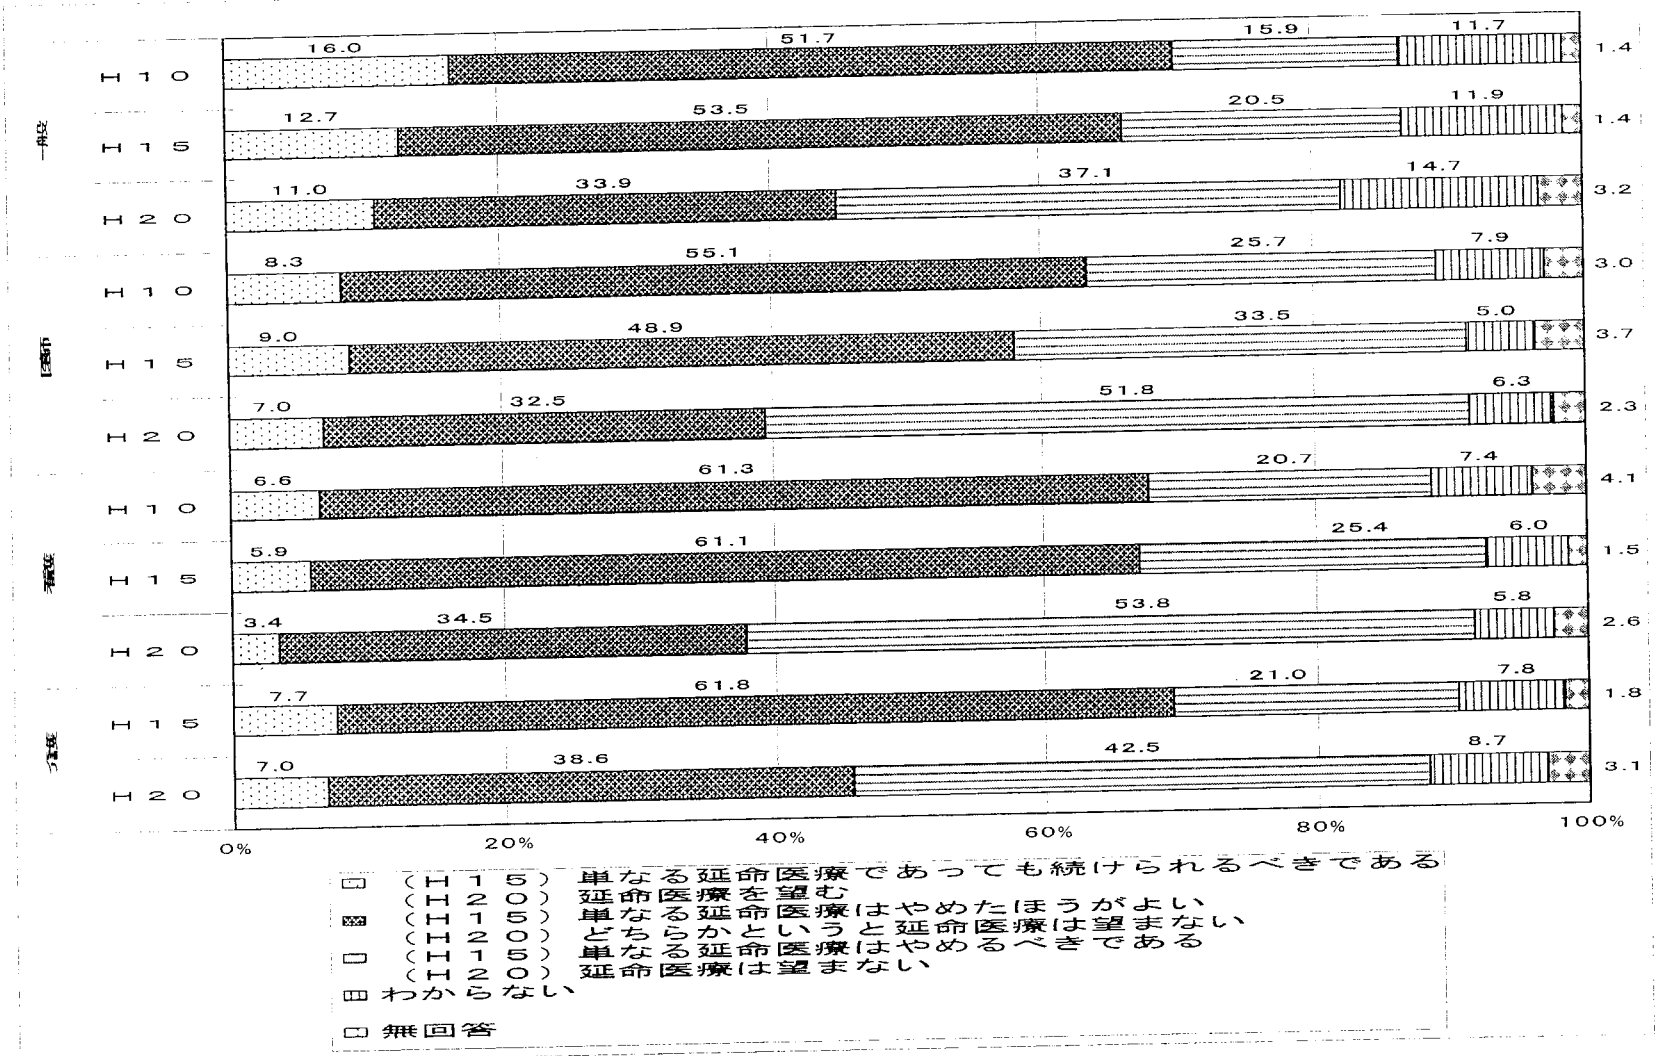 16.0 51.7 15.9 11.7 1.4
H10
12.7 53.5 20.5 11.9 1.4
一般 H15
11.0 33.9 37.1 14.7 3.2
H20
8.3 55.1 25.7 7.9 3.0
H10
9.0 48.9 33.5 5.0 3.7
医師 H15
7.0 32.5 51.8 6.3 2.3
H20
6.6 61.3 20.7 7.4 4.1
H10
5.9 61.1 25.4 6.0 1.5
看護 H15
3.4 34.5 53.8 5.8 2.6
H20
7.7 61.8 21.0 7.8 1.8
H15
介護
7.0 38.6 42.5 8.7 3.1
H20
0% 20% 40% 60% 80% 100%
(H15) 単なる延命医療であっても続けられるべきである
(H20) 延命医療を望む
(H15) 単なる延命医療はやめたほうがよい
(H20) どちらかというと延命医療は望まない
(H15) 単なる延命医療はやめるべきである
(H20) 延命医療は望まない
わからない
無回答